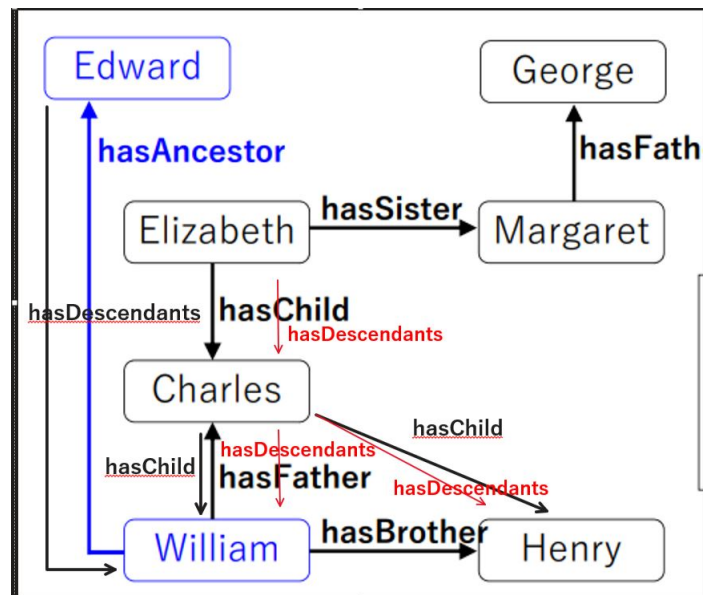 Edward
George
hasAncestor
hasFath
hasSister
Elizabeth
Margaret
hasDescendants
hasChild
hasDescendants
Charles
hasChild
hasDescendants
hasChild
hasFather
hasDescendants
hasBrother
William
Henry